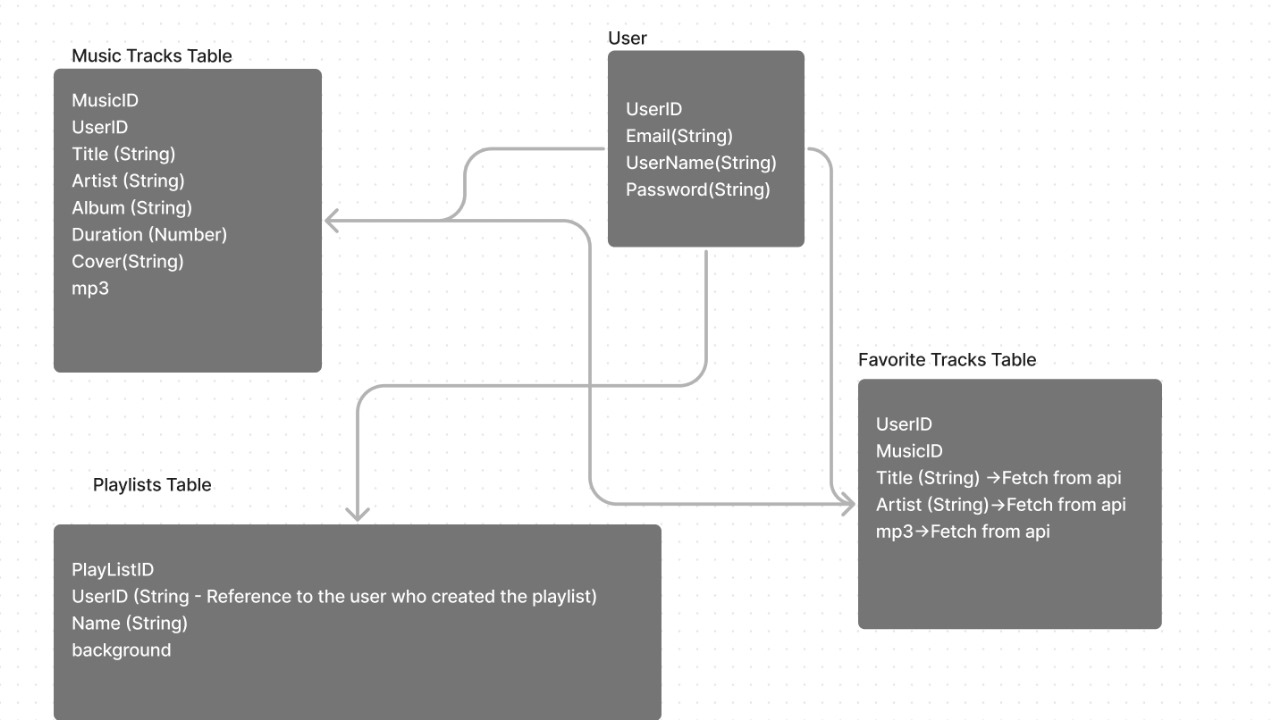 Music Tracks Table
MusicID
UserID
Title (String)
Artist (String)
Album (String)
Duration (Number)
Cover(String)
mp3
User
UserID
Email(String)
UserName(String)
Password(String)
Favorite Tracks Table
UserID
MusicID
Title (String) →Fetch from api
Artist (String)→Fetch from api
mp3→Fetch from api
Playlists Table
PlayListID
UserID (String - Reference to the user who created the playlist)
Name (String)
background